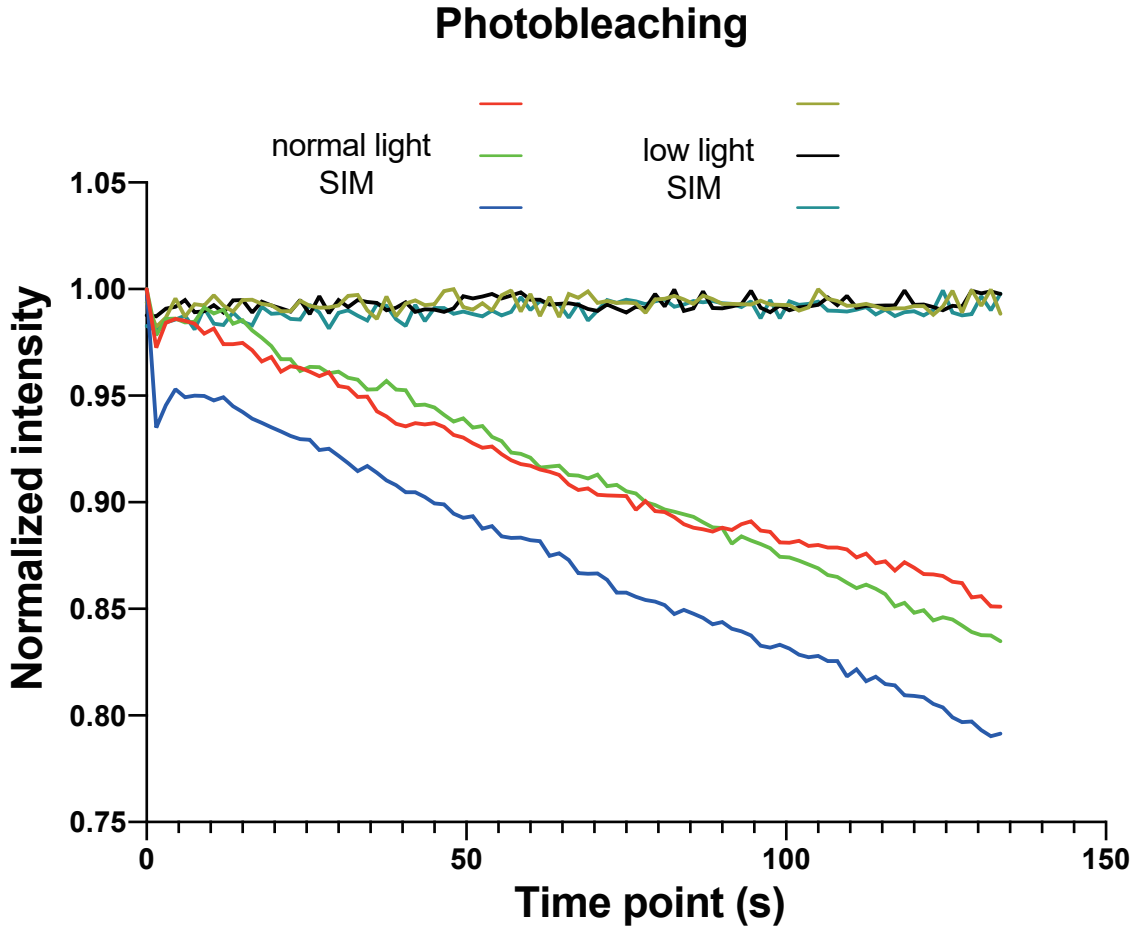 Photobleaching
normal light
SIM
low light
SIM
Normalized intensity
1.05
1.00
0.95
0.90
0.85
0.80
0.75
0
50
100
150
Time point (s)